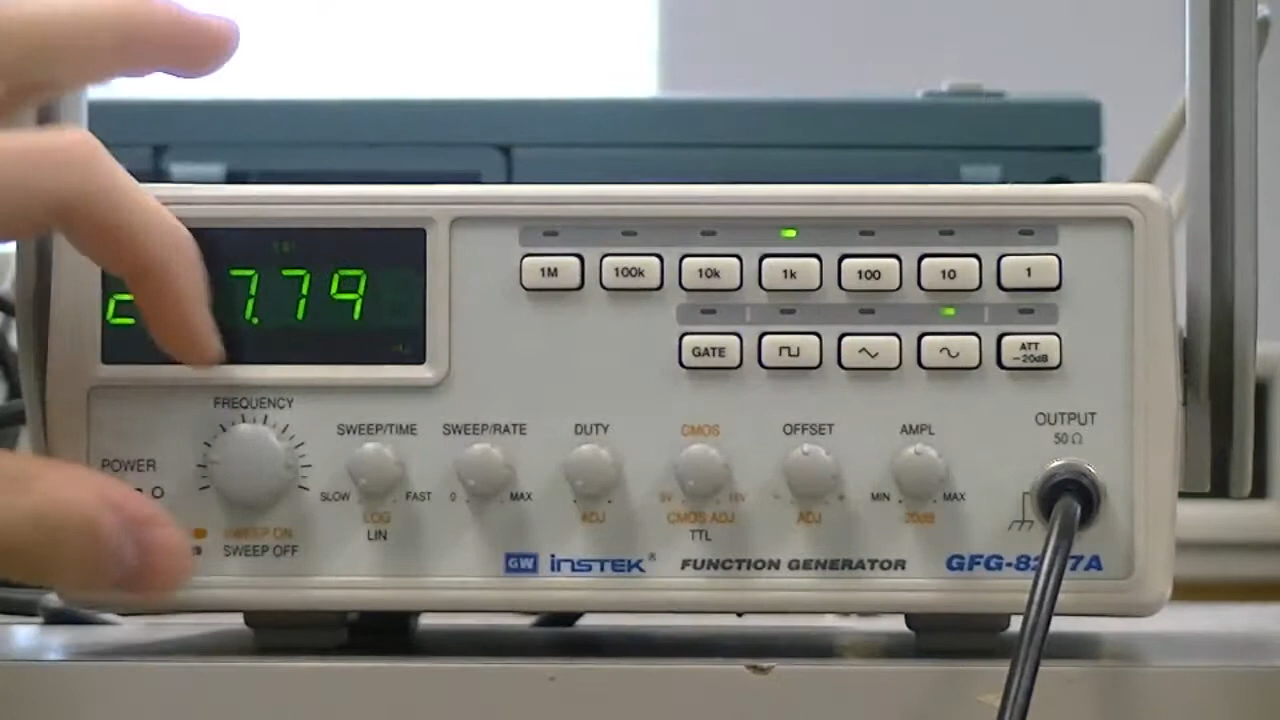 7.79
1M
100k
10k
1k
100
10
1
GATE
ATT
-20dB
FREQUENCY
SWEEP/TIME
SWEEP/RATE
DUTY
CMOS
OFFSET
AMPL
OUTPUT
50 Ω
POWER
SLOW
FAST
0
MAX
5V
15V
-
+
MIN
MAX
SWEEP ON
LOG
ADJ
CMOS ADJ
ADJ
20dB
SWEEP OFF
LIN
TTL
GW INSTEK®
FUNCTION GENERATOR